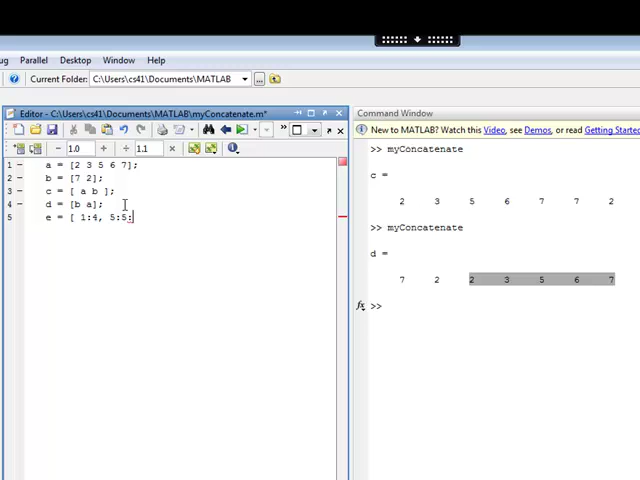 ug Parallel Desktop Window Help
Current Folder: C:\Users\cs41\Documents\MATLAB
Editor - C:\Users\cs41\Documents\MATLAB\myConcatenate.m*
- 1.0 + ÷ 1.1 ×
1 - a = [2 3 5 6 7];
2 - b = [7 2];
3 - c = [ a b ];
4 - d = [b a];
5 e = [ 1:4, 5:5:
Command Window
New to MATLAB? Watch this Video, see Demos, or read Getting Started
>> myConcatenate
c =
2 3 5 6 7 7 2
>> myConcatenate
d =
7 2 2 3 5 6 7
fx >>